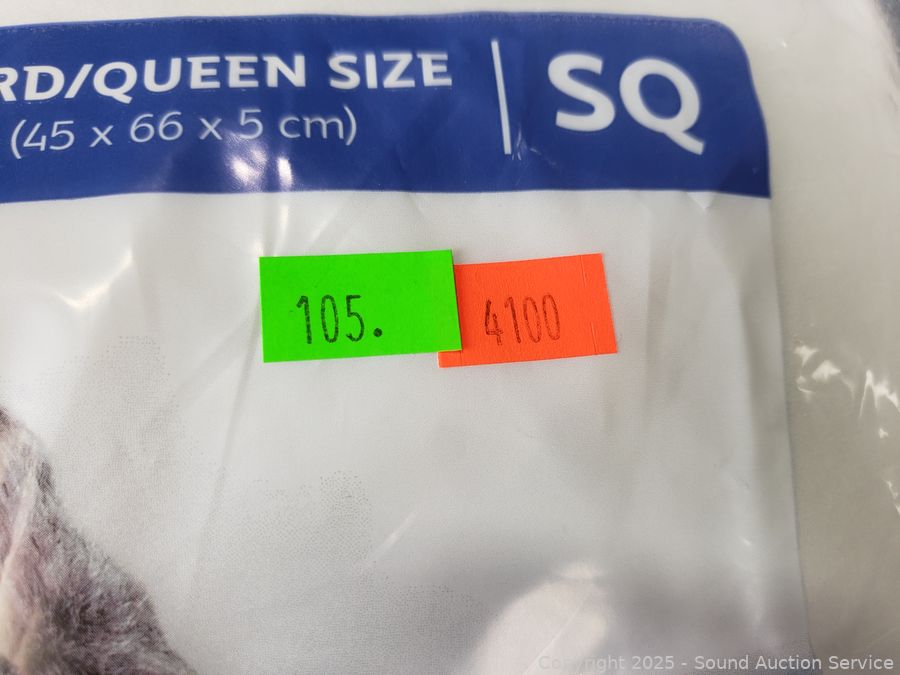 RD/QUEEN SIZE
(45 x 66 x 5 cm)
SQ
105.
4100
Copyright 2025 - Sound Auction Service